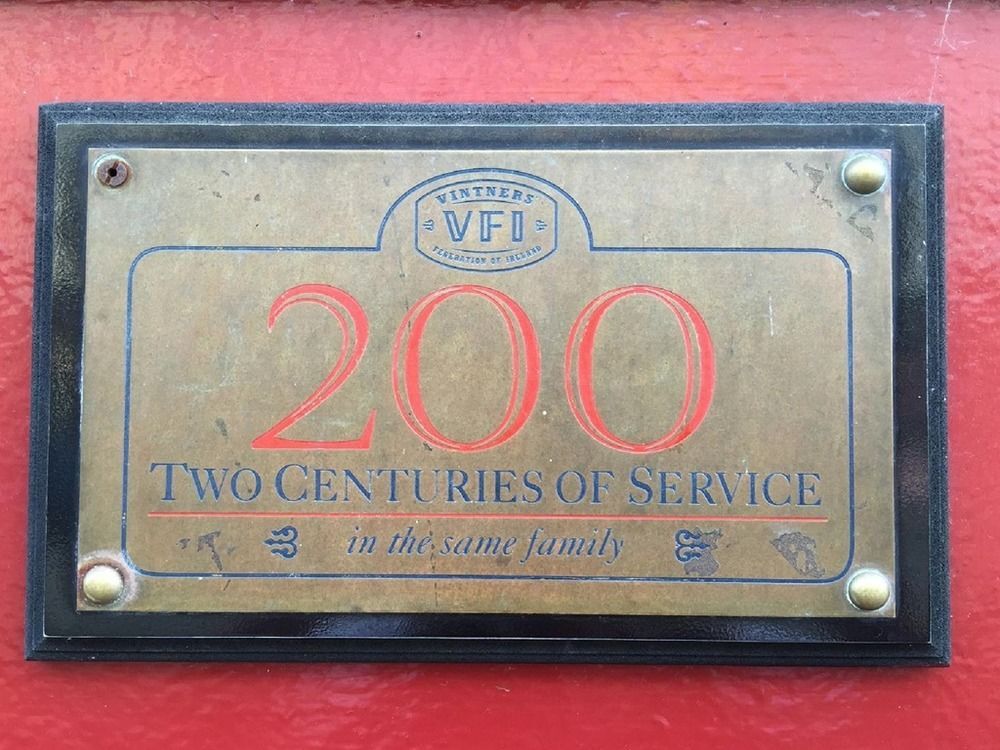 VINTNERS'
VFI
FEDERATION OF IRELAND
200
TWO CENTURIES OF SERVICE
in the same family